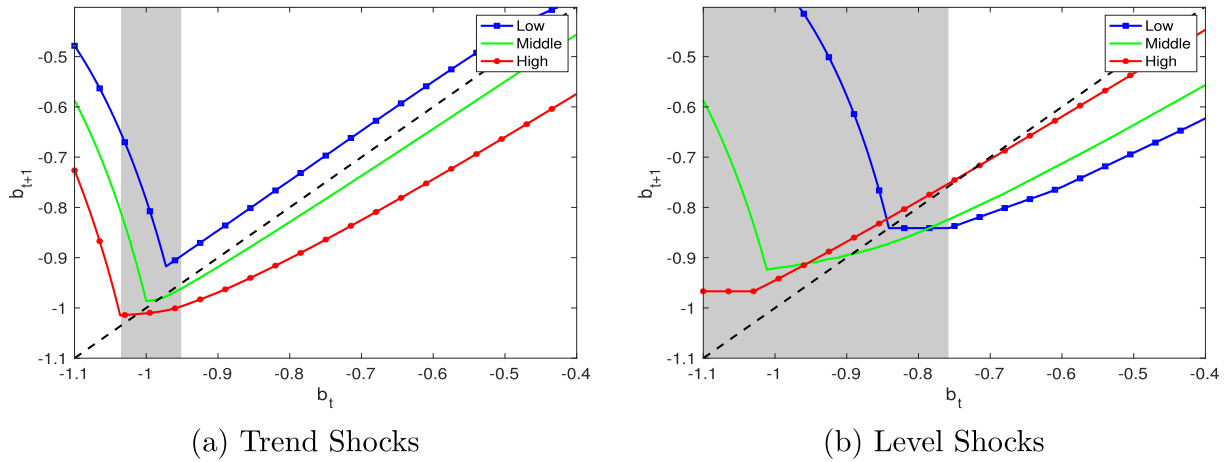 -0.5
-0.6
-0.7
-0.8
-0.9
-1
-1.1
b_{t+1}
-1.1 -1 -0.9 -0.8 -0.7 -0.6 -0.5 -0.4
b_t
Low
Middle
High
(a) Trend Shocks
-0.5
-0.6
-0.7
-0.8
-0.9
-1
-1.1
b_{t+1}
-1.1 -1 -0.9 -0.8 -0.7 -0.6 -0.5 -0.4
b_t
Low
Middle
High
(b) Level Shocks